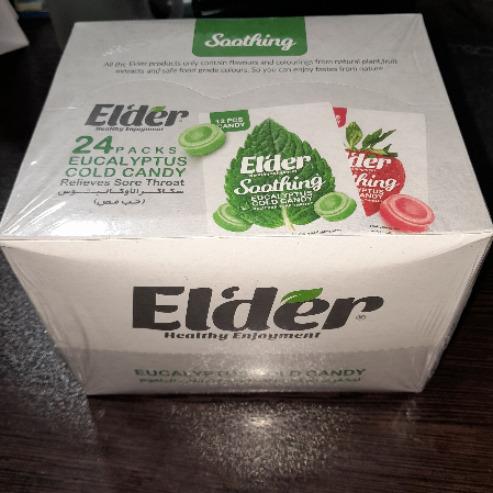 Soothing
All the Elder products only contain flavours and colourings from natural plant,fruit
extracts and safe food grade colours. So you can enjoy tastes from nature
Elder
Healthy Enjoyment
24 PACKS
EUCALYPTUS
COLD CANDY
Relieves Sore Throat
(حب مص)
12 PCS
CANDY
Elder
Soothing
EUCALYPTUS
COLD CANDY
Elder
Healthy Enjoyment
EUCALYPTUS COLD CANDY